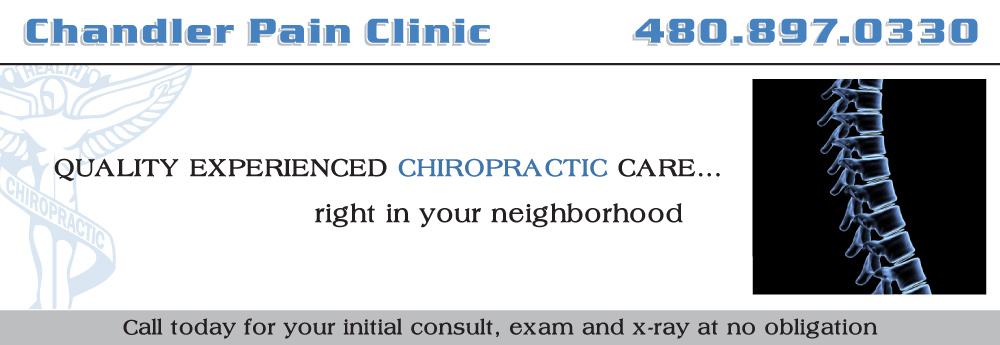 Chandler Pain Clinic 480.897.0330
HEALTH
QUALITY EXPERIENCED CHIROPRACTIC CARE...
CHIROPRACTIC
right in your neighborhood
Call today for your initial consult, exam and x-ray at no obligation